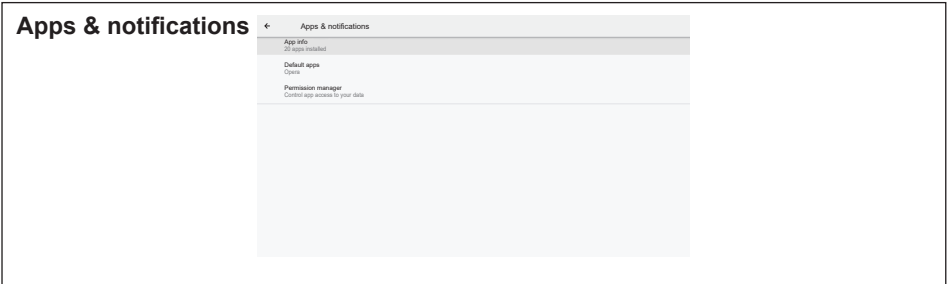 Apps & notifications
Apps & notifications
App info
20 apps installed
Default apps
Opera
Permission manager
Control app access to your data